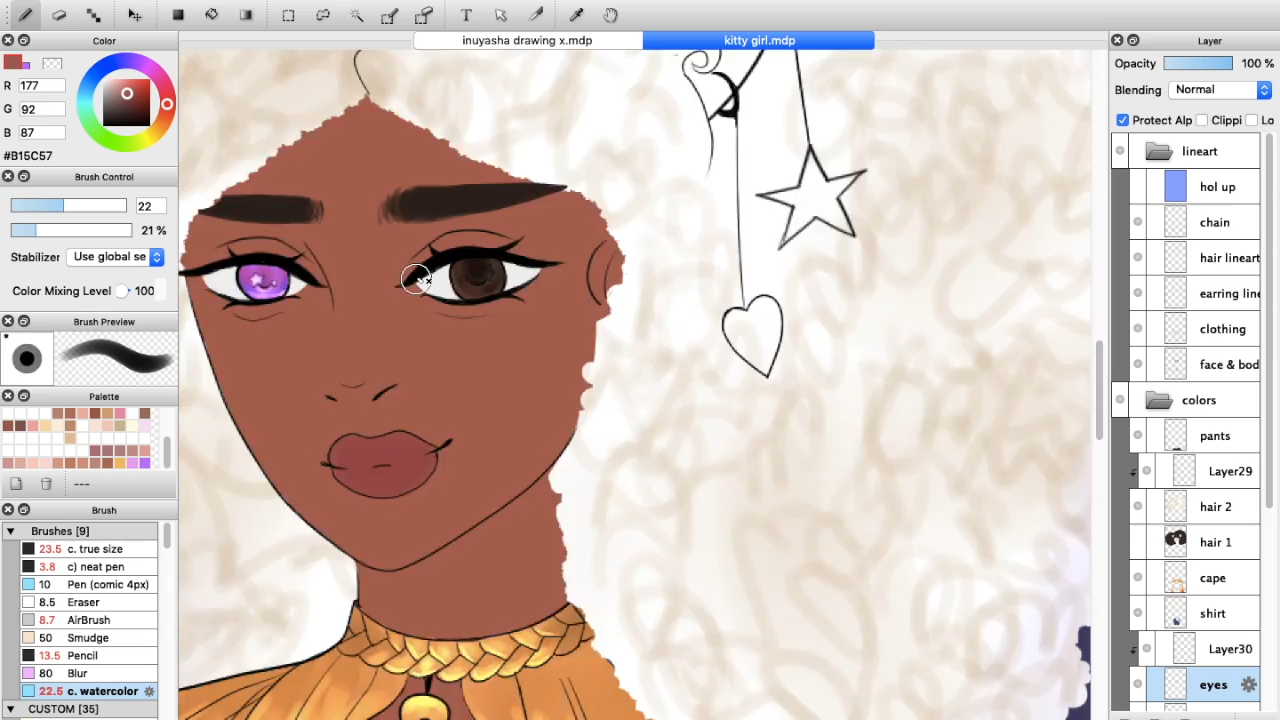 inuyasha drawing x.mdp
kitty girl.mdp
Color
R 177
G 92
B 87
#B15C57
Brush Control
22
21 %
Stabilizer Use global se
Color Mixing Level 100
Brush Preview
Palette
---
Brush
Brushes [9]
23.5 c. true size
3.8 c) neat pen
10 Pen (comic 4px)
8.5 Eraser
8.7 AirBrush
50 Smudge
13.5 Pencil
80 Blur
22.5 c. watercolor
CUSTOM [35]
Layer
Opacity 100 %
Blending Normal
Protect Alp Clippi Lo
lineart
hol up
chain
hair lineart
earring line
clothing
face & bod
colors
pants
Layer29
hair 2
hair 1
cape
shirt
Layer30
eyes